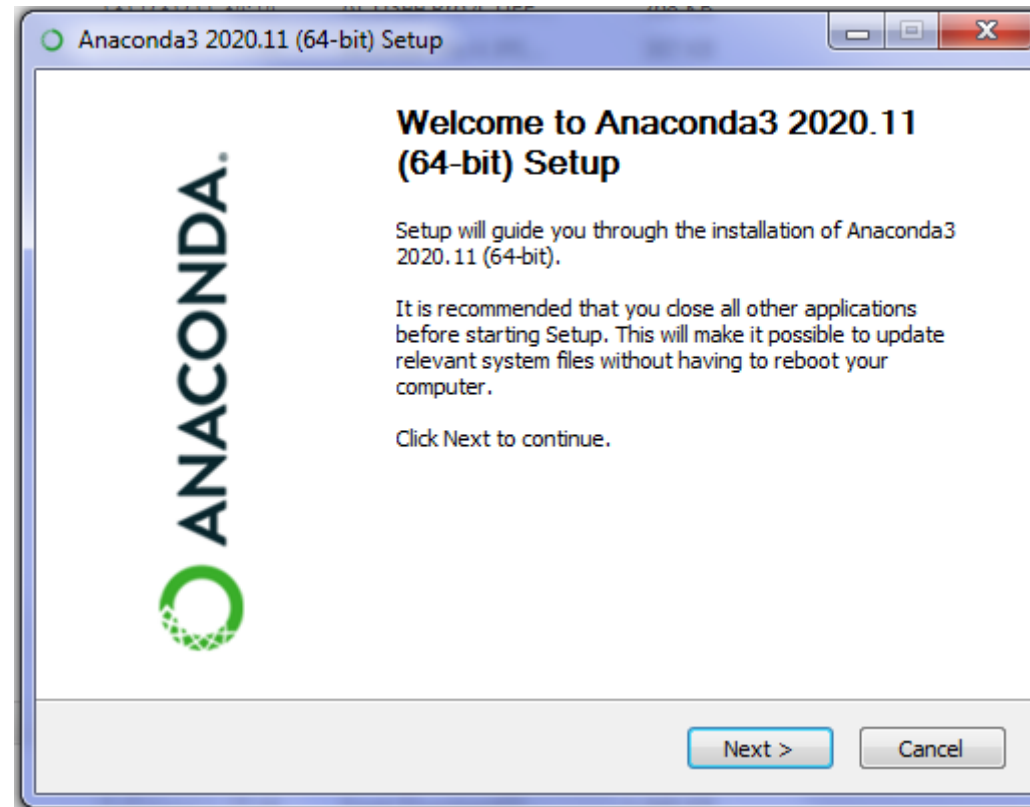 Anaconda3 2020.11 (64-bit) Setup
Welcome to Anaconda3 2020.11
(64-bit) Setup
ANACONDA.
Setup will guide you through the installation of Anaconda3
2020.11 (64-bit).
It is recommended that you close all other applications
before starting Setup. This will make it possible to update
relevant system files without having to reboot your
computer.
Click Next to continue.
Next >
Cancel